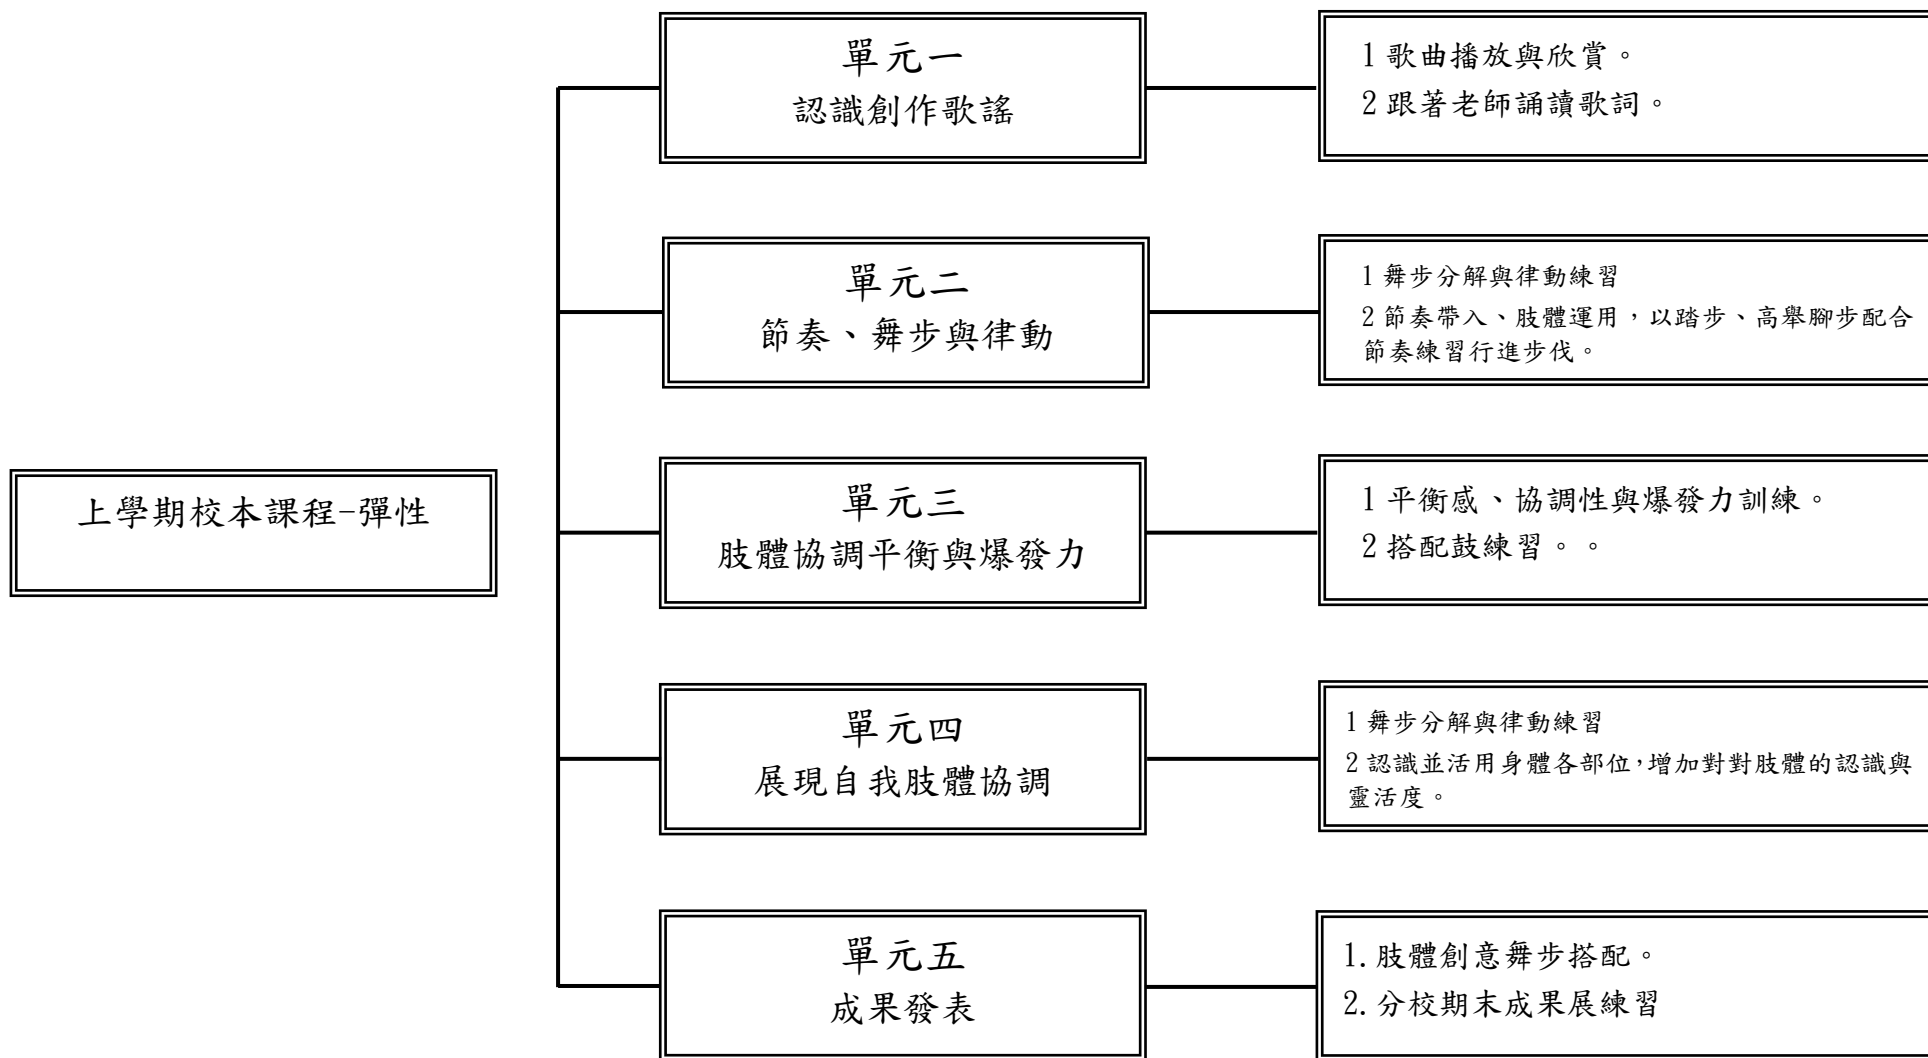 上學期校本課程-彈性
單元一
認識創作歌謠
1 歌曲播放與欣賞。
2 跟著老師誦讀歌詞。
單元二
節奏、舞步與律動
1 舞步分解與律動練習
2 節奏帶入、肢體運用，以踏步、高舉腳步配合
節奏練習行進步伐。
單元三
肢體協調平衡與爆發力
1 平衡感、協調性與爆發力訓練。
2 搭配鼓練習。。
單元四
展現自我肢體協調
1 舞步分解與律動練習
2 認識並活用身體各部位，增加對對肢體的認識與
靈活度。
單元五
成果發表
1. 肢體創意舞步搭配。
2. 分校期末成果展練習